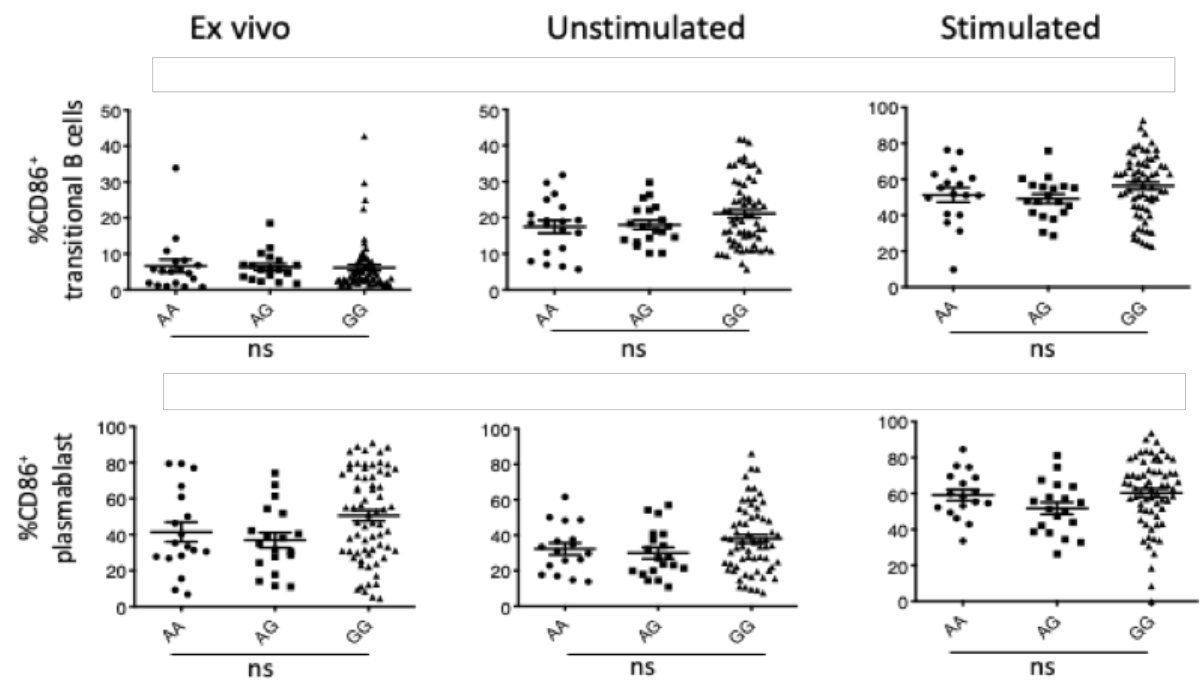 Ex vivo Unstimulated Stimulated
%CD86+
transitional B cells
50 40 30 20 10 0
AA AG GG
ns
50 40 30 20 10 0
AA AG GG
ns
100 80 60 40 20 0
AA AG GG
ns
%CD86+
plasmablast
100 80 60 40 20 0
AA AG GG
ns
100 80 60 40 20 0
AA AG GG
ns
100 80 60 40 20 0
AA AG GG
ns